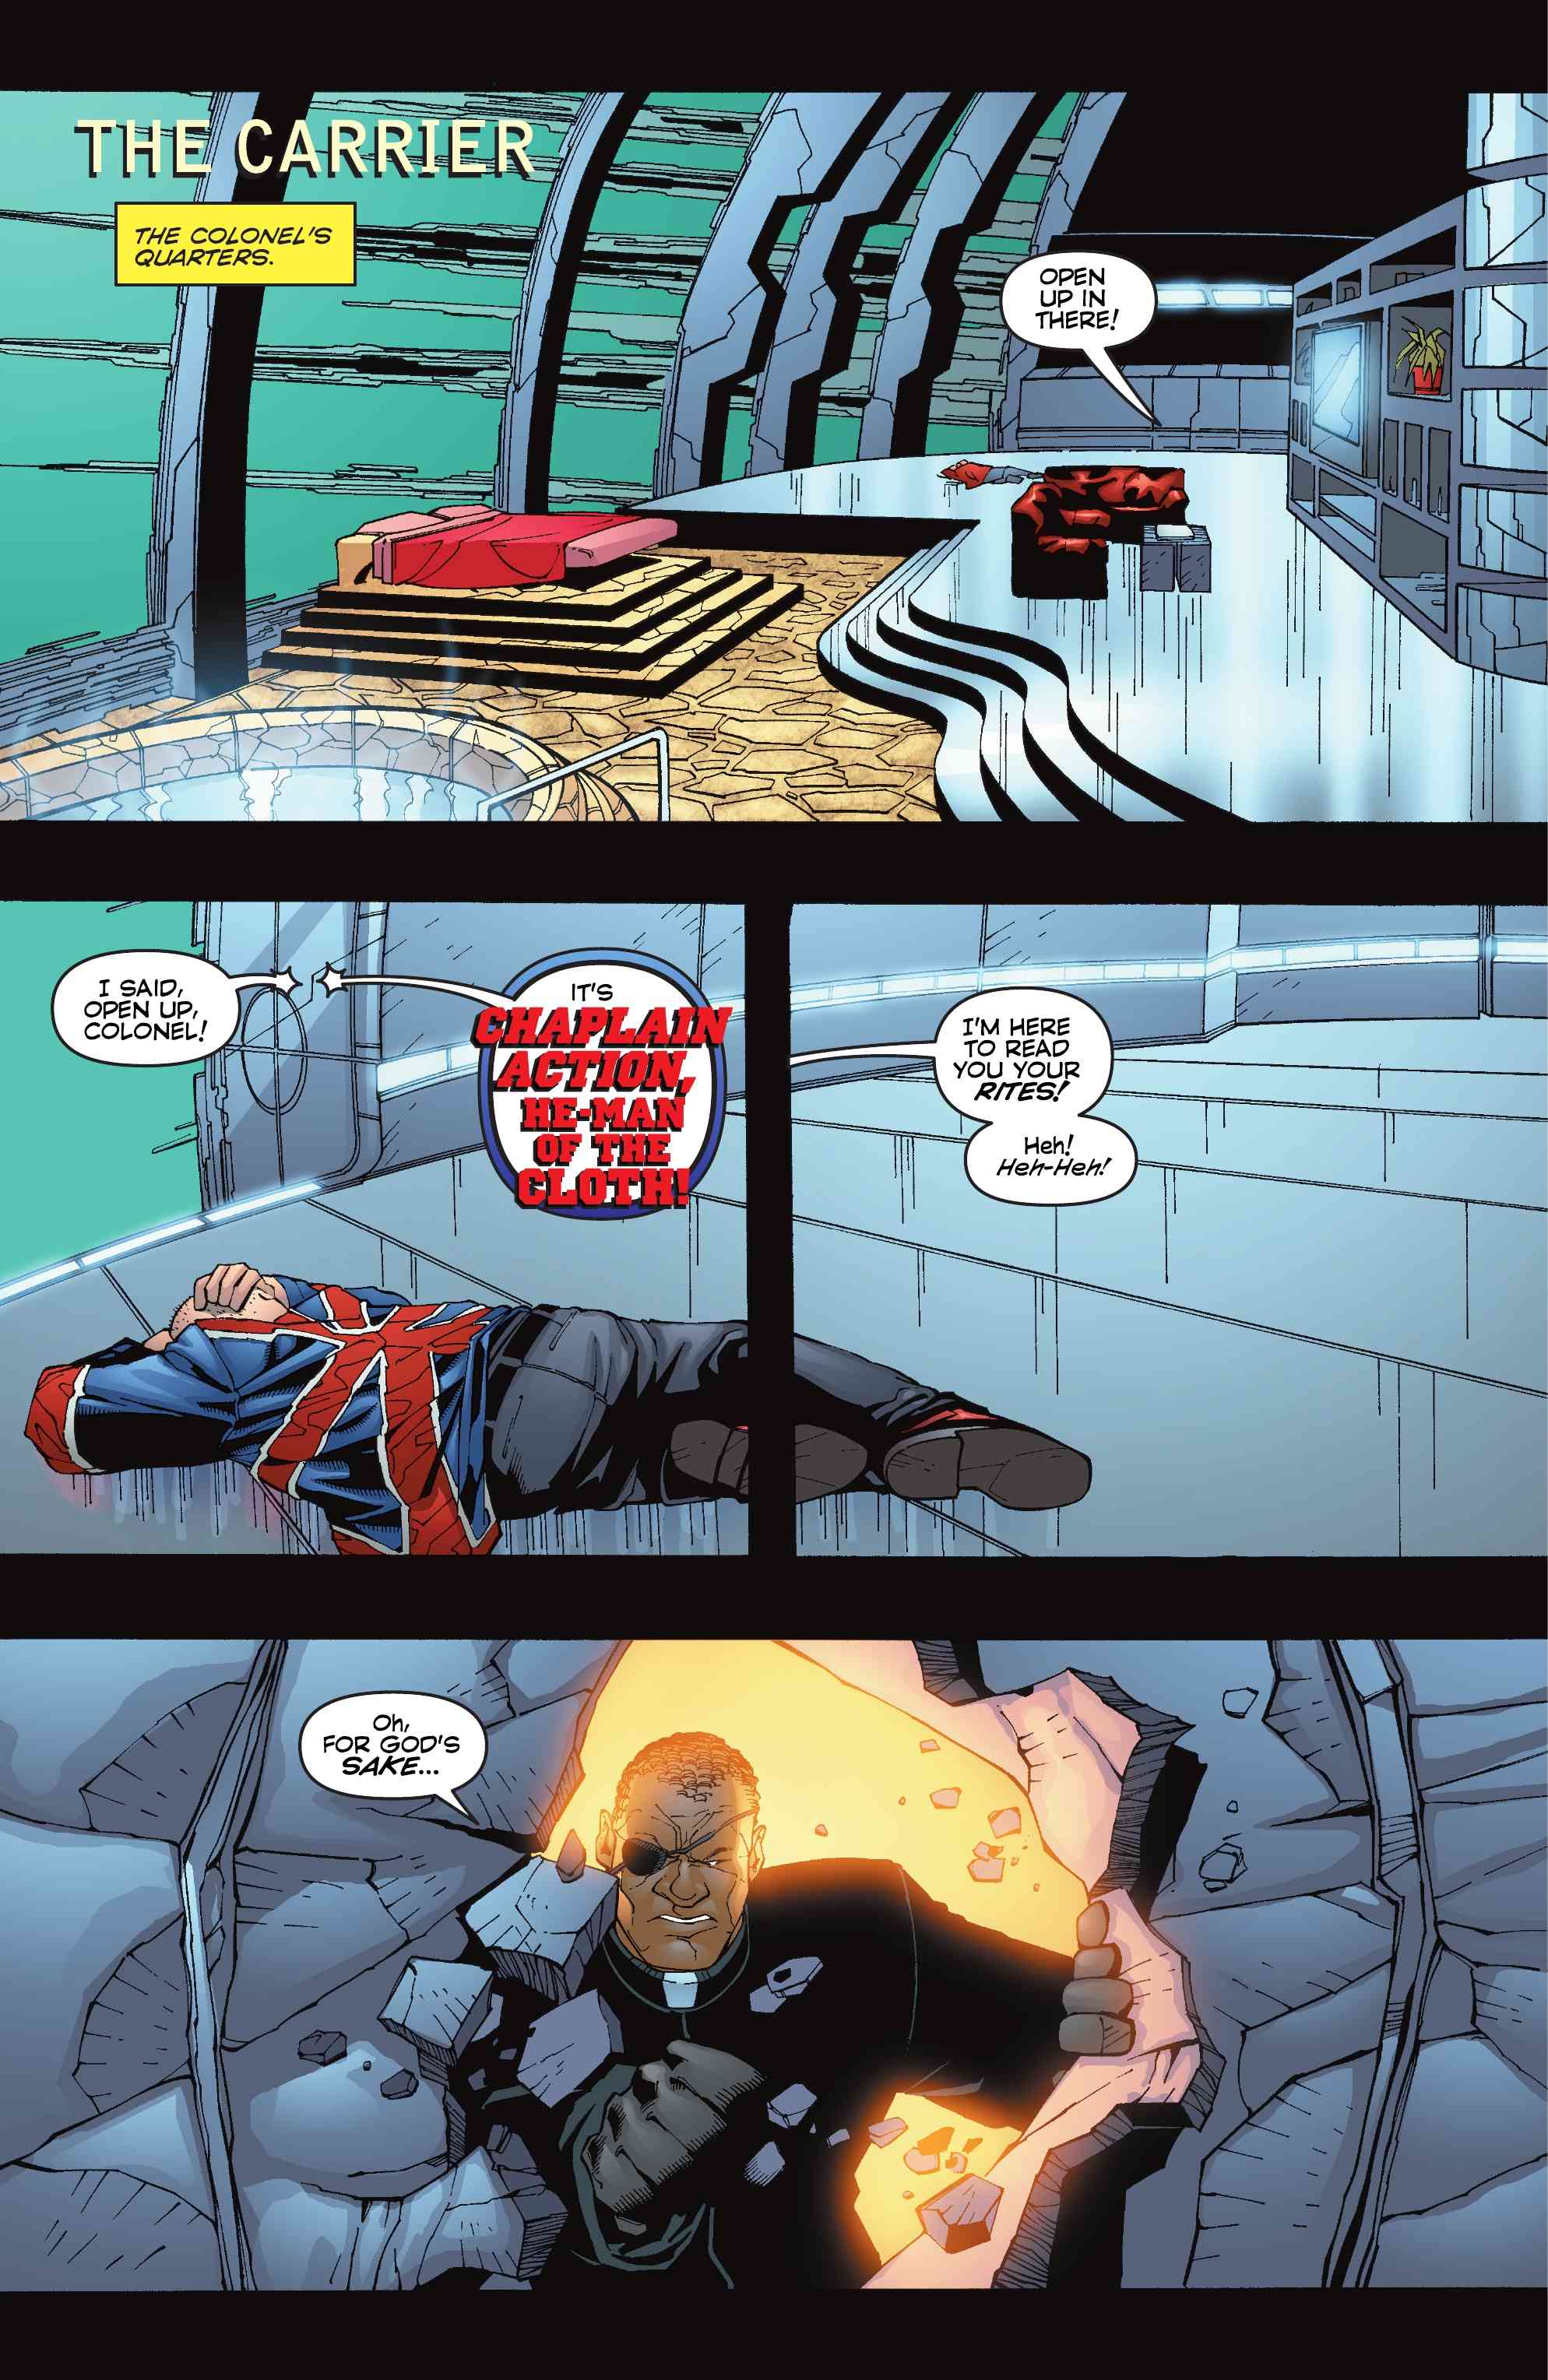 THE CARRIER
THE COLONEL'S
QUARTERS.
OPEN
UP IN
THERE!
I SAID,
OPEN UP,
COLONEL!
IT'S
CHAPLAIN
ACTION,
HE-MAN
OF THE
CLOTH!
I'M HERE
TO READ
YOU YOUR
RITES!
Heh!
Heh-Heh!
Oh,
FOR GOD'S
SAKE...